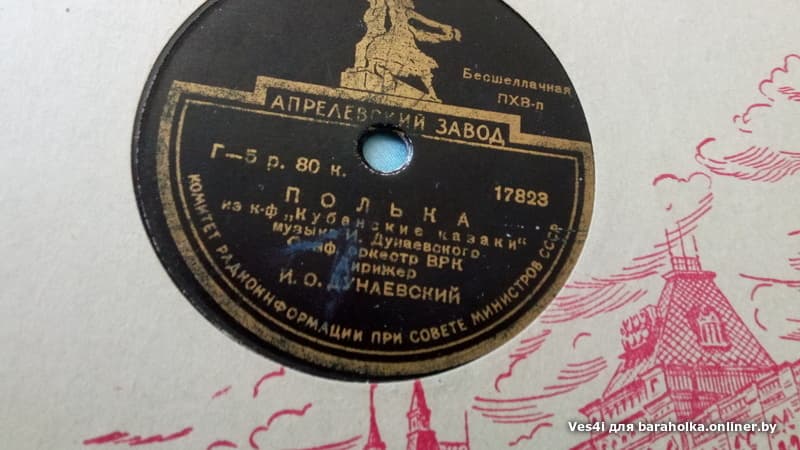 Бесшеллачная
ПХВ-п
АПРЕЛЕВСКИЙ ЗАВОД
Г—5 р. 80 к.
17823
ПОЛЬКА
из к-ф „Кубанские казаки"
музыка И. Дунаевского
Симф. оркестр ВРК
Дирижер
И. О. ДУНАЕВСКИЙ
КОМИТЕТ РАДИОИНФОРМАЦИИ ПРИ СОВЕТЕ МИНИСТРОВ СССР
Ves4l для baraholka.onliner.by